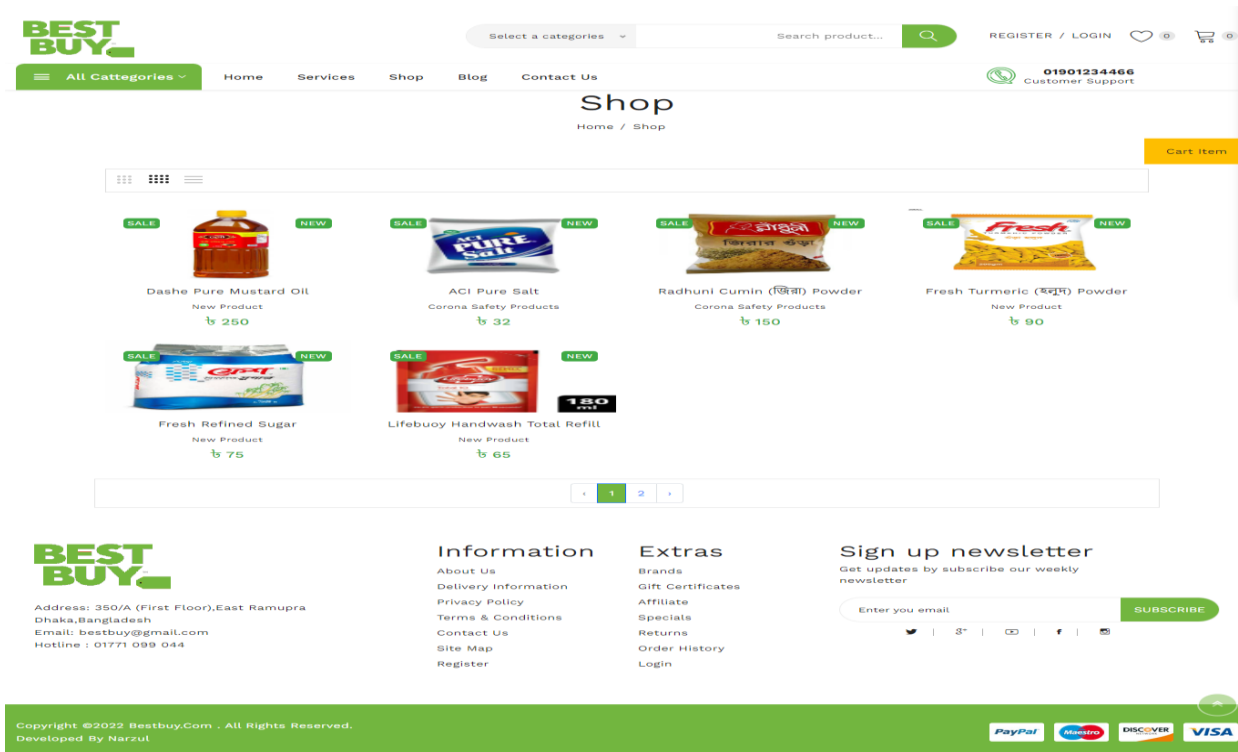 BEST
BUY
Select a categories
Search product...
REGISTER / LOGIN
0
0
All Cattegories
Home
Services
Shop
Blog
Contact Us
01901234466
Customer Support
Shop
Home / Shop
Cart Item
SALE
NEW
SALE
NEW
ACI
PURE
Salt
SALE
NEW
রাঁধুনী
জিরার গুঁড়া
SALE
NEW
Fresh
TURMERIC POWDER
Dashe Pure Mustard Oil
New Product
৳ 250
ACI Pure Salt
Corona Safety Products
৳ 32
Radhuni Cumin (জিরা) Powder
Corona Safety Products
৳ 150
Fresh Turmeric (হলুদ) Powder
New Product
৳ 90
SALE
NEW
ফ্রেশ
SALE
NEW
180
ml
Fresh Refined Sugar
New Product
৳ 75
Lifebuoy Handwash Total Refill
New Product
৳ 65
‹ 1 2 ›
BEST
BUY
Address: 350/A (First Floor),East Ramupra
Dhaka,Bangladesh
Email: bestbuy@gmail.com
Hotline : 01771 099 044
Information
About Us
Delivery Information
Privacy Policy
Terms & Conditions
Contact Us
Site Map
Register
Extras
Brands
Gift Certificates
Affiliate
Specials
Returns
Order History
Login
Sign up newsletter
Get updates by subscribe our weekly
newsletter
Enter you email
SUBSCRIBE
Copyright ©2022 Bestbuy.Com . All Rights Reserved.
Developed By Narzul
PayPal
Maestro
DISCOVER
VISA